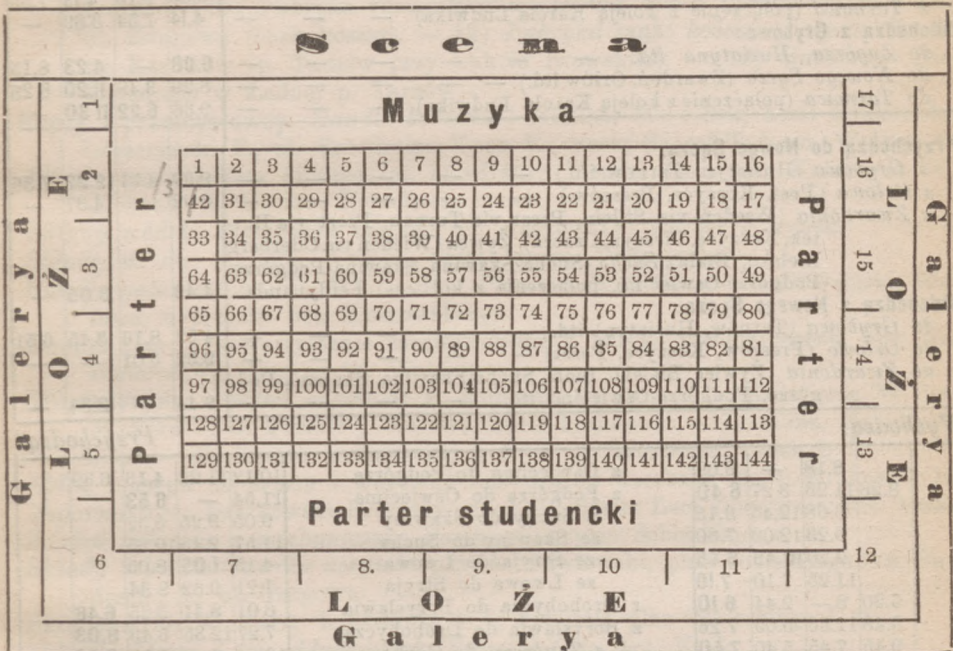 Scena
Muzyka
Galerya
LOŻE
1
2
3
4
5
6
Parter
1 2 3 4 5 6 7 8 9 10 11 12 13 14 15 16
42 31 30 29 28 27 26 25 24 23 22 21 20 19 18 17
33 34 35 36 37 38 39 40 41 42 43 44 45 46 47 48
64 63 62 61 60 59 58 57 56 55 54 53 52 51 50 49
65 66 67 68 69 70 71 72 73 74 75 76 77 78 79 80
96 95 94 93 92 91 90 89 88 87 86 85 84 83 82 81
97 98 99 100 101 102 103 104 105 106 107 108 109 110 111 112
128 127 126 125 124 123 122 121 120 119 118 117 116 115 114 113
129 130 131 132 133 134 135 136 137 138 139 140 141 142 143 144
Parter
17
16
15
14
13
12
LOŻE
Galerya
Parter studencki
7 8. 9. 10 11
LOŻE
Galerya